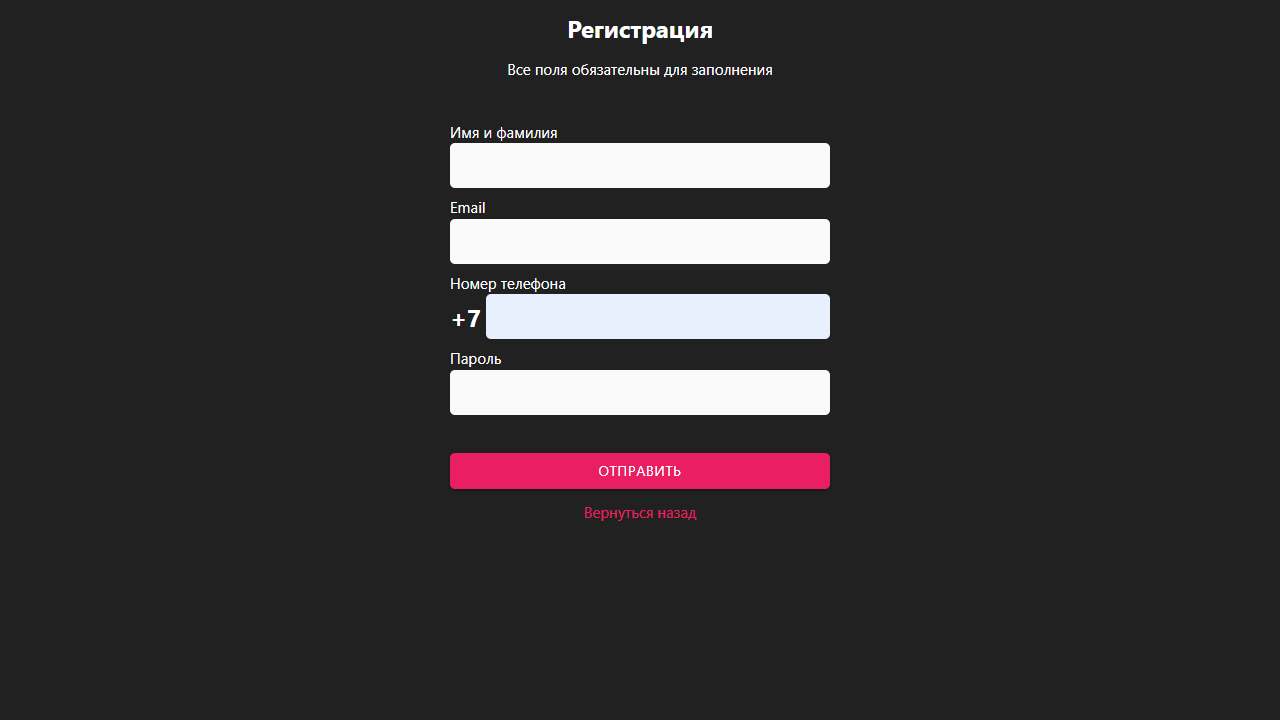 Регистрация
Все поля обязательны для заполнения
Имя и фамилия
Email
Номер телефона
+7
Пароль
ОТПРАВИТЬ
Вернуться назад